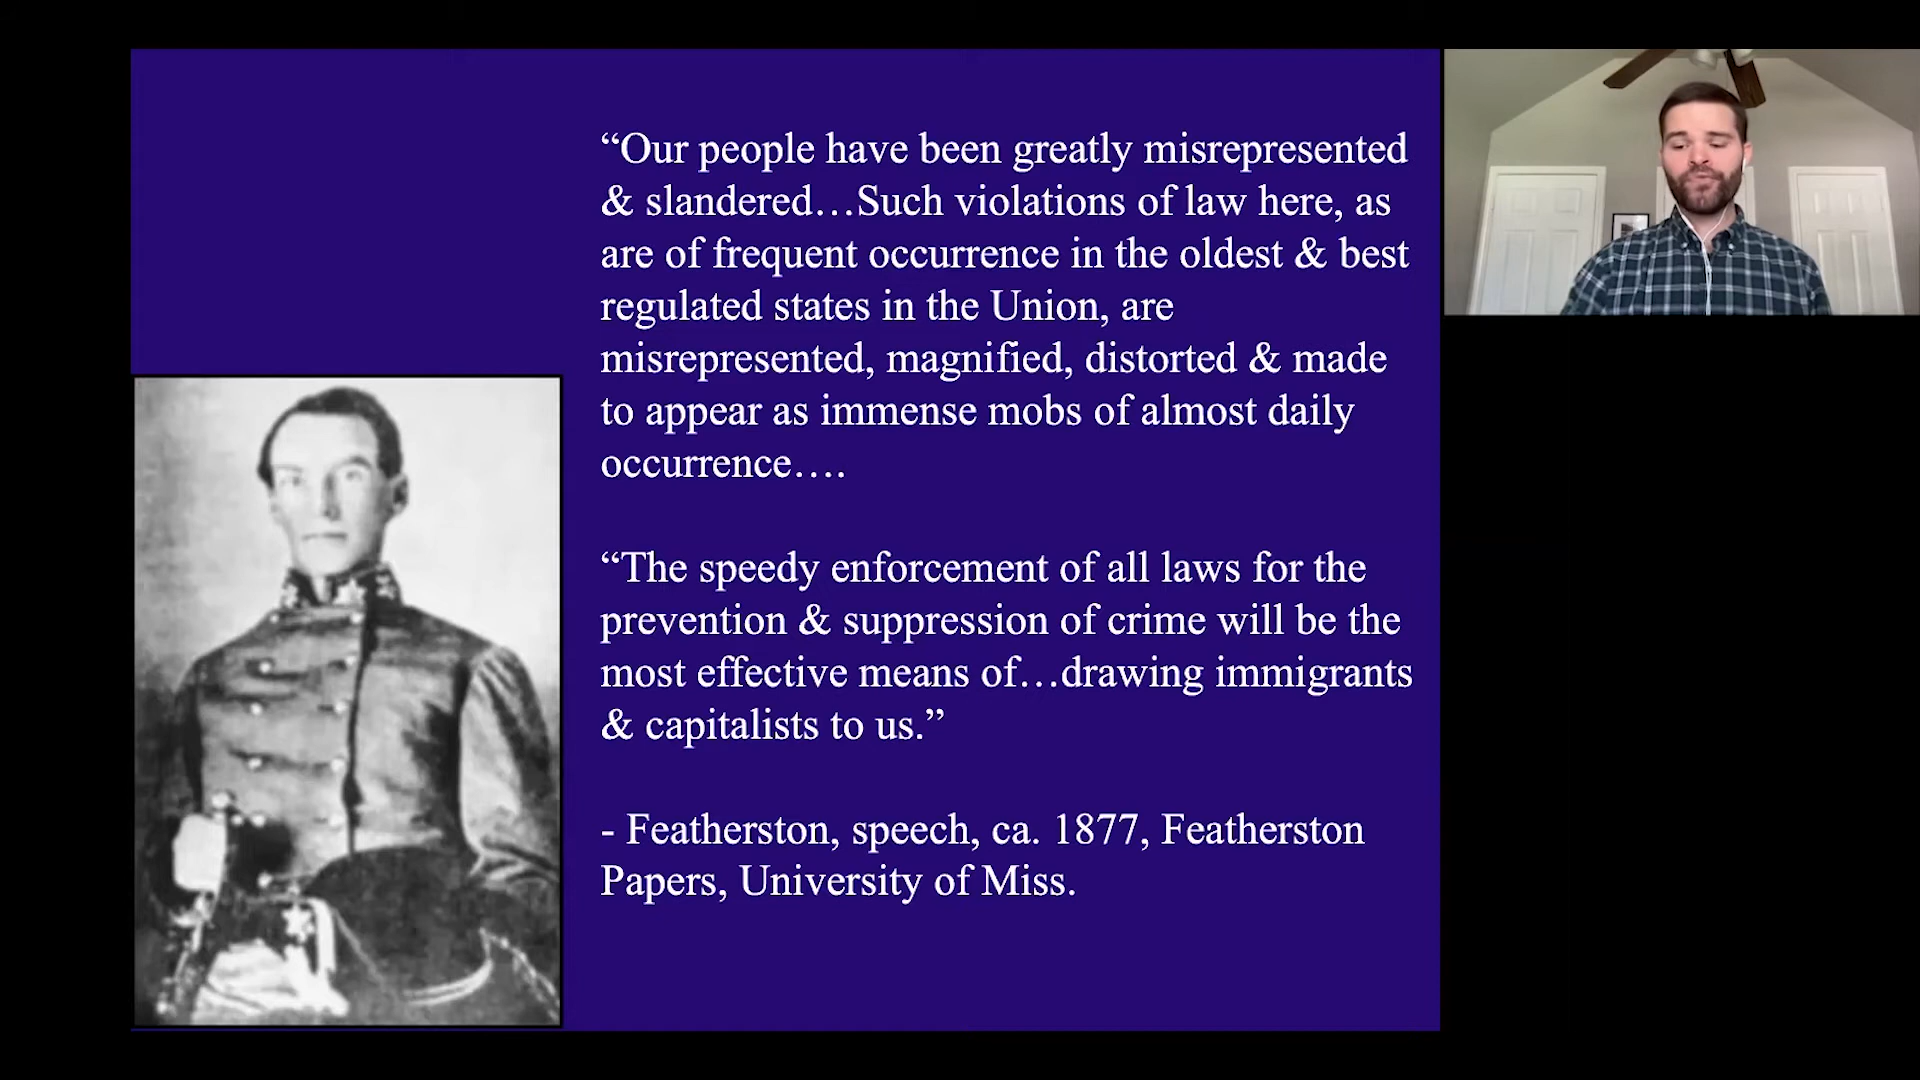 “Our people have been greatly misrepresented
& slandered…Such violations of law here, as
are of frequent occurrence in the oldest & best
regulated states in the Union, are
misrepresented, magnified, distorted & made
to appear as immense mobs of almost daily
occurrence….
“The speedy enforcement of all laws for the
prevention & suppression of crime will be the
most effective means of…drawing immigrants
& capitalists to us.”
- Featherston, speech, ca. 1877, Featherston
Papers, University of Miss.